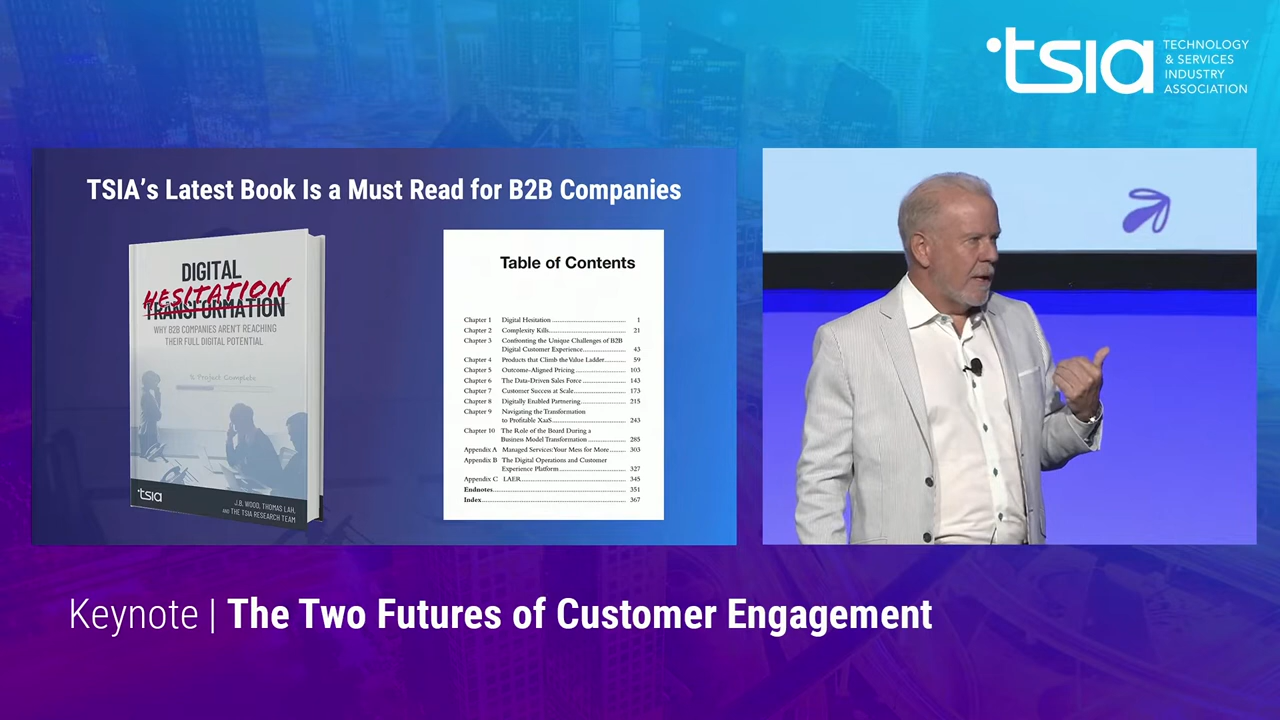 tsia
TECHNOLOGY
& SERVICES
INDUSTRY
ASSOCIATION
TSIA's Latest Book Is a Must Read for B2B Companies
DIGITAL
HESITATION
TRANSFORMATION
WHY B2B COMPANIES AREN'T REACHING
THEIR FULL DIGITAL POTENTIAL
% Project Complete
tsia
J.B. WOOD, THOMAS LAH,
AND THE TSIA RESEARCH TEAM
Table of Contents
Chapter 1 Digital Hesitation 1
Chapter 2 Complexity Kills 21
Chapter 3 Confronting the Unique Challenges of B2B
Digital Customer Experience 43
Chapter 4 Products that Climb the Value Ladder 59
Chapter 5 Outcome-Aligned Pricing 103
Chapter 6 The Data-Driven Sales Force 143
Chapter 7 Customer Success at Scale 173
Chapter 8 Digitally Enabled Partnering 215
Chapter 9 Navigating the Transformation
to Profitable XaaS 243
Chapter 10 The Role of the Board During a
Business Model Transformation 285
Appendix A Managed Services: Your Mess for More 303
Appendix B The Digital Operations and Customer
Experience Platform 327
Appendix C LAER 345
Endnotes 351
Index 367
Keynote | The Two Futures of Customer Engagement